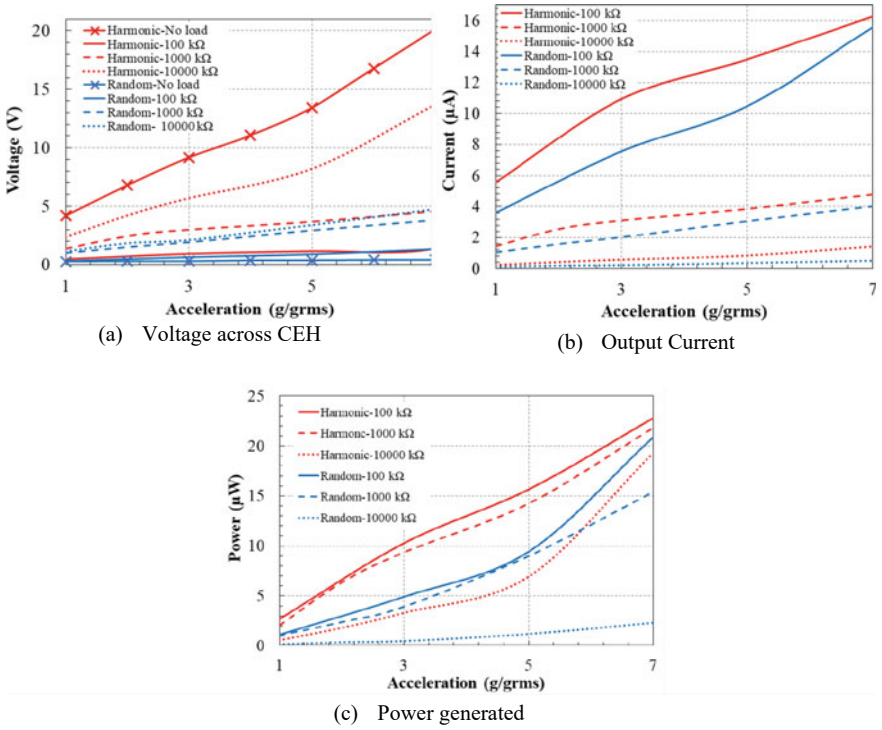 20
15
10
5
0
Voltage (V)
Harmonic-No load
Harmonic-100 kΩ
Harmonic-1000 kΩ
Harmonic-10000 kΩ
Random-No load
Random-100 kΩ
Random-1000 kΩ
Random- 10000 kΩ
1 3 5
Acceleration (g/grms)
(a) Voltage across CEH
16
14
12
10
8
6
4
2
0
Current (μA)
Harmonic-100 kΩ
Harmonic-1000 kΩ
Harmonic-10000 kΩ
Random-100 kΩ
Random-1000 kΩ
Random-10000 kΩ
1 3 5 7
Acceleration (g/grms)
(b) Output Current
25
20
15
10
5
0
Power (μW)
Harmonic-100 kΩ
Harmonc-1000 kΩ
Harmonic-10000 kΩ
Random-100 kΩ
Random-1000 kΩ
Random-10000 kΩ
1 3 5 7
Acceleration (g/grms)
(c) Power generated